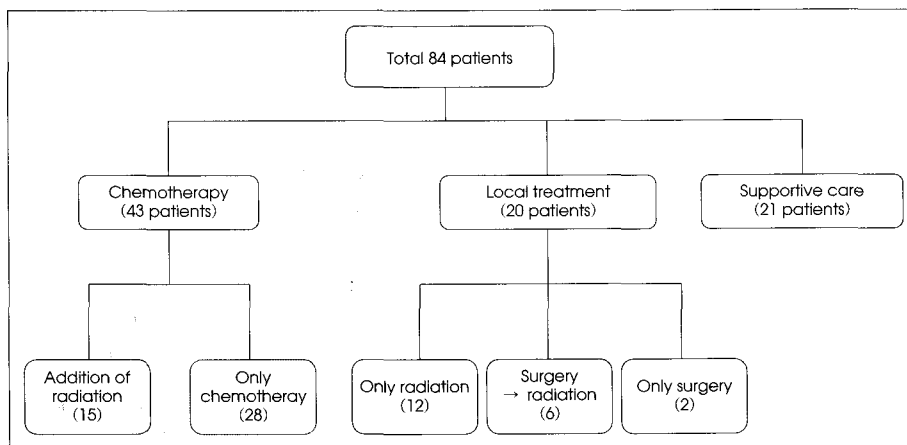 Total 84 patients
Chemotherapy
(43 patients)
Local treatment
(20 patients)
Supportive care
(21 patients)
Addition of
radiation
(15)
Only
chemotheray
(28)
Only radiation
(12)
Surgery
→ radiation
(6)
Only surgery
(2)